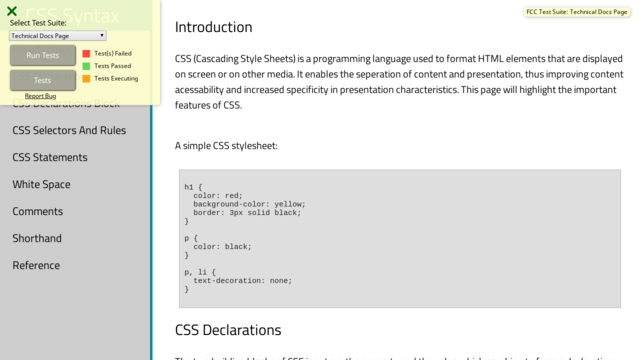 CSS Syntax
Select Test Suite:
Technical Docs Page
Run Tests
Test(s) Failed
Tests Passed
Tests
Tests Executing
Report Bug
CSS Declarations Block
CSS Selectors And Rules
CSS Statements
White Space
Comments
Shorthand
Reference
FCC Test Suite: Technical Docs Page
Introduction
CSS (Cascading Style Sheets) is a programming language used to format HTML elements that are displayed
on screen or on other media. It enables the seperation of content and presentation, thus improving content
acessability and increased specificity in presentation characteristics. This page will highlight the important
features of CSS.
A simple CSS stylesheet:
h1 {
  color: red;
  background-color: yellow;
  border: 3px solid black;
}
p {
  color: black;
}
p, li {
  text-decoration: none;
}
CSS Declarations